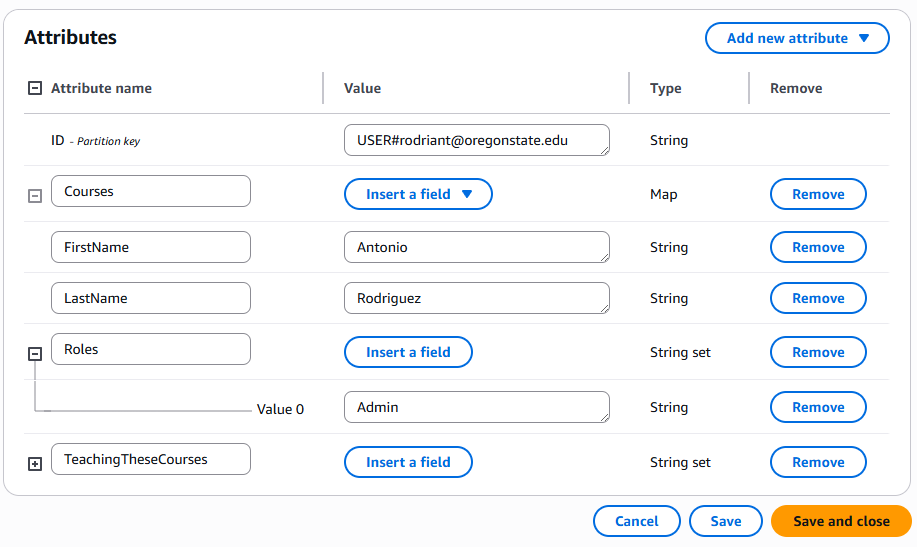 Attributes
Add new attribute
Attribute name Value Type Remove
ID - Partition key USER#rodriant@oregonstate.edu String
Courses Insert a field Map Remove
FirstName Antonio String Remove
LastName Rodriguez String Remove
Roles Insert a field String set Remove
Value 0 Admin String Remove
TeachingTheseCourses Insert a field String set Remove
Cancel Save Save and close